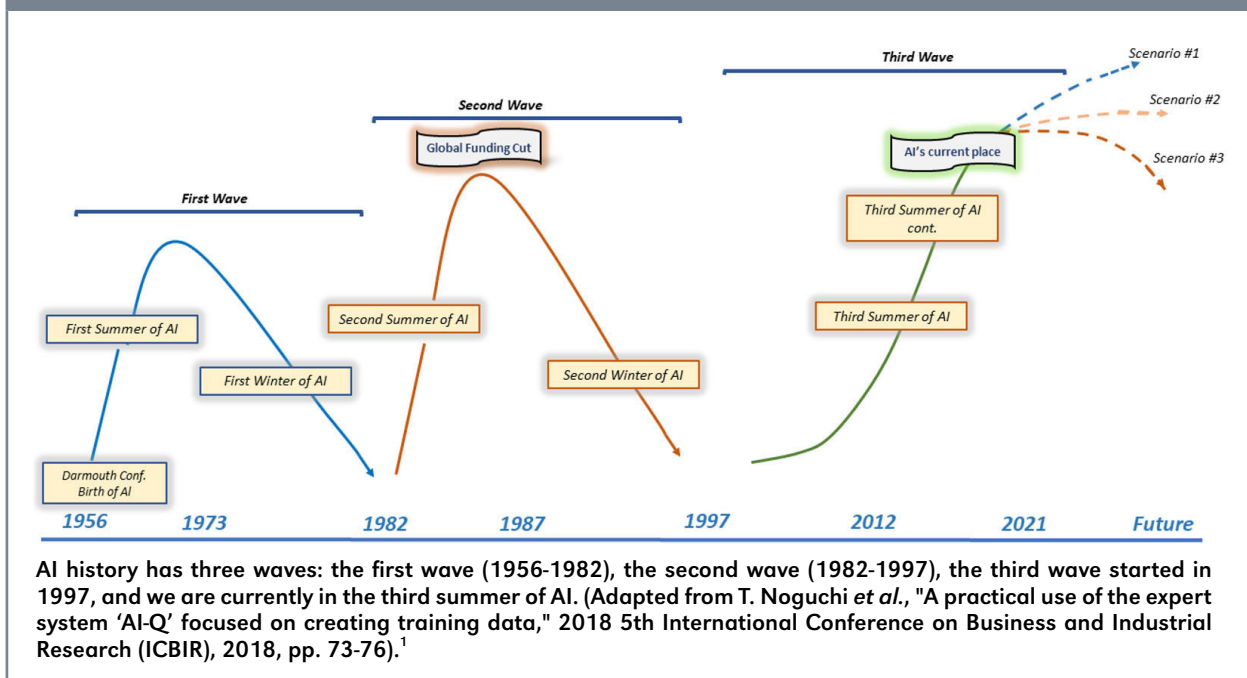 Third Wave
Scenario #1
Second Wave
Scenario #2
Global Funding Cut
AI's current place
Scenario #3
First Wave
Third Summer of AI
cont.
First Summer of AI
Second Summer of AI
Third Summer of AI
First Winter of AI
Second Winter of AI
Darmouth Conf.
Birth of AI
1956 1973 1982 1987 1997 2012 2021 Future
AI history has three waves: the first wave (1956-1982), the second wave (1982-1997), the third wave started in
1997, and we are currently in the third summer of AI. (Adapted from T. Noguchi et al., "A practical use of the expert
system ‘AI-Q’ focused on creating training data," 2018 5th International Conference on Business and Industrial
Research (ICBIR), 2018, pp. 73-76).¹